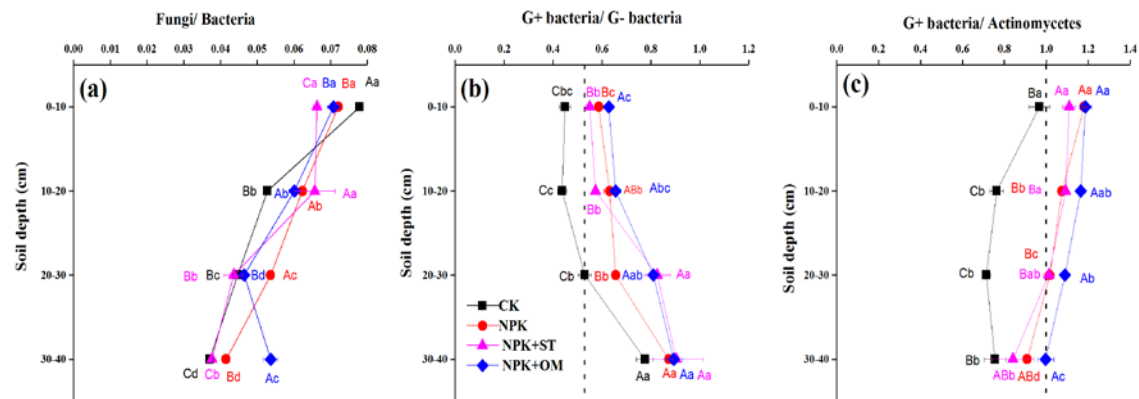 Fungi/ Bacteria
0.00 0.01 0.02 0.03 0.04 0.05 0.06 0.07 0.08
(a)
Ca Ba Ba Aa
0-10
Bb Ab Ab Aa
10-20
Bb Bc Bd Ac
20-30
Cd Cb Bd Ac
30-40
Soil depth (cm)
G+ bacteria/ G- bacteria
0.0 0.2 0.4 0.6 0.8 1.0 1.2
(b)
Cbc Bb Bc Ac
0-10
Cc Bb ABb Abc
10-20
Cb Bb Aab Aa
20-30
Aa Aa Aa Aa
30-40
Soil depth (cm)
CK
NPK
NPK+ST
NPK+OM
G+ bacteria/ Actinomycetes
0.0 0.2 0.4 0.6 0.8 1.0 1.2 1.4
(c)
Ba Aa Aa Aa
0-10
Cb Bb Ba Aab
10-20
Cb Bc Bab Ab
20-30
Bb ABb ABd Ac
30-40
Soil depth (cm)